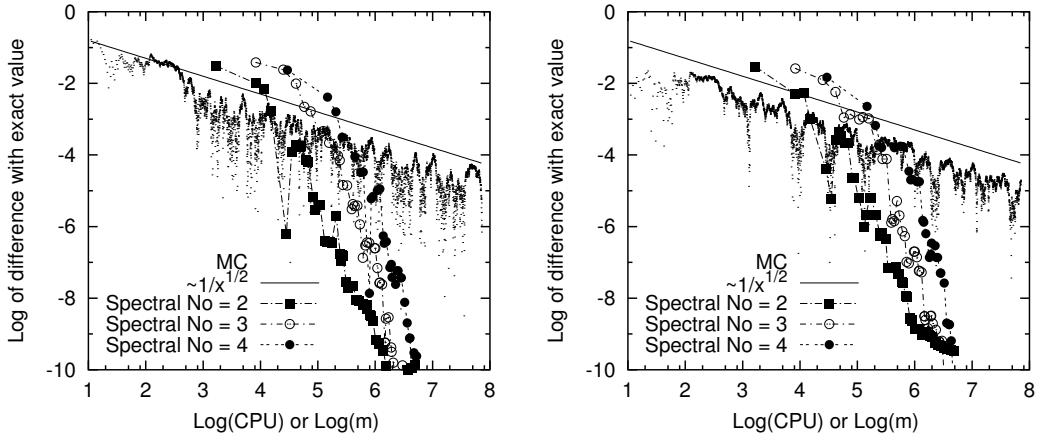 0
-2
-4
-6
-8
-10
1 2 3 4 5 6 7 8
Log of difference with exact value
Log(CPU) or Log(m)
MC
~1/x^1/2
Spectral No = 2
Spectral No = 3
Spectral No = 4
0
-2
-4
-6
-8
-10
1 2 3 4 5 6 7 8
Log of difference with exact value
Log(CPU) or Log(m)
MC
~1/x^1/2
Spectral No = 2
Spectral No = 3
Spectral No = 4